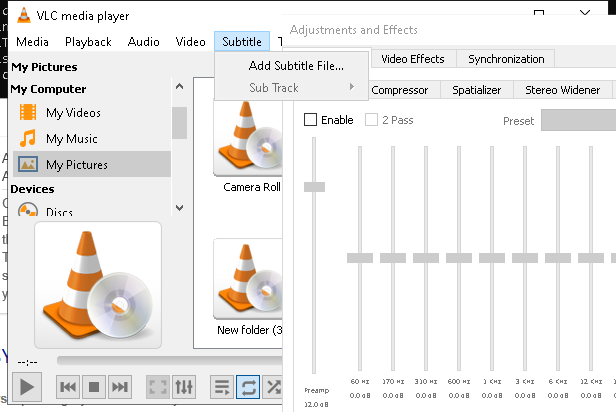 VLC media player
Adjustments and Effects
Media Playback Audio Video Subtitle
Video Effects Synchronization
My Pictures
Add Subtitle File...
My Computer
Sub Track
Compressor Spatializer Stereo Widener
My Videos
Enable 2 Pass Preset
My Music
My Pictures
Devices
Camera Roll
Discs
New folder (3
--:--
60 Hz 170 Hz 310 Hz 600 Hz 1 KHz 3 KHz 6 KHz 12 KHz
Preamp 0.0 dB 0.0 dB 0.0 dB 0.0 dB 0.0 dB 0.0 dB 0.0 dB 0.0 dB
12.0 dB